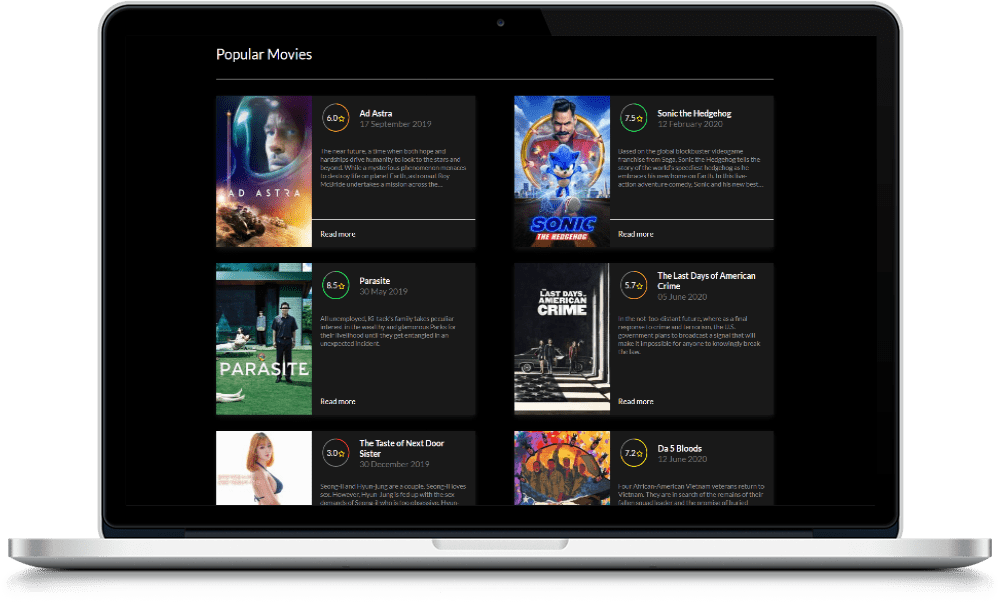 Popular Movies
6.0
Ad Astra
17 September 2019
The near future, a time when both hope and
hardships drive humanity to look to the stars and
beyond. While a mysterious phenomenon menaces
to destroy life on planet Earth, astronaut Roy
McBride undertakes a mission across the...
Read more
AD ASTRA
7.5
Sonic the Hedgehog
12 February 2020
Based on the global blockbuster videogame
franchise from Sega, Sonic the Hedgehog tells the
story of the world's speediest hedgehog as he
embraces his new home on Earth. In this live-
action adventure comedy, Sonic and his new best...
Read more
SONIC
THE HEDGEHOG
8.5
Parasite
30 May 2019
All unemployed, Ki-taek's family takes peculiar
interest in the wealthy and glamorous Parks for
their livelihood until they get entangled in an
unexpected incident.
Read more
PARASITE
5.7
The Last Days of American
Crime
05 June 2020
In the not-too-distant future, where as a final
response to crime and terrorism, the U.S.
government plans to broadcast a signal that will
make it impossible for anyone to knowingly break
the law.
Read more
THE
LAST DAYS OF
AMERICAN
CRIME
3.0
The Taste of Next Door
Sister
30 December 2019
Seong-il and Hyun-jung are a couple. Seong-il loves
sex. However, Hyun-Jung is fed up with the sex
demands of Seong-il who is too obsessive. Hyun
7.2
Da 5 Bloods
12 June 2020
Four African-American Vietnam veterans return to
Vietnam. They are in search of the remains of their
fallen squad leader and the promise of buried